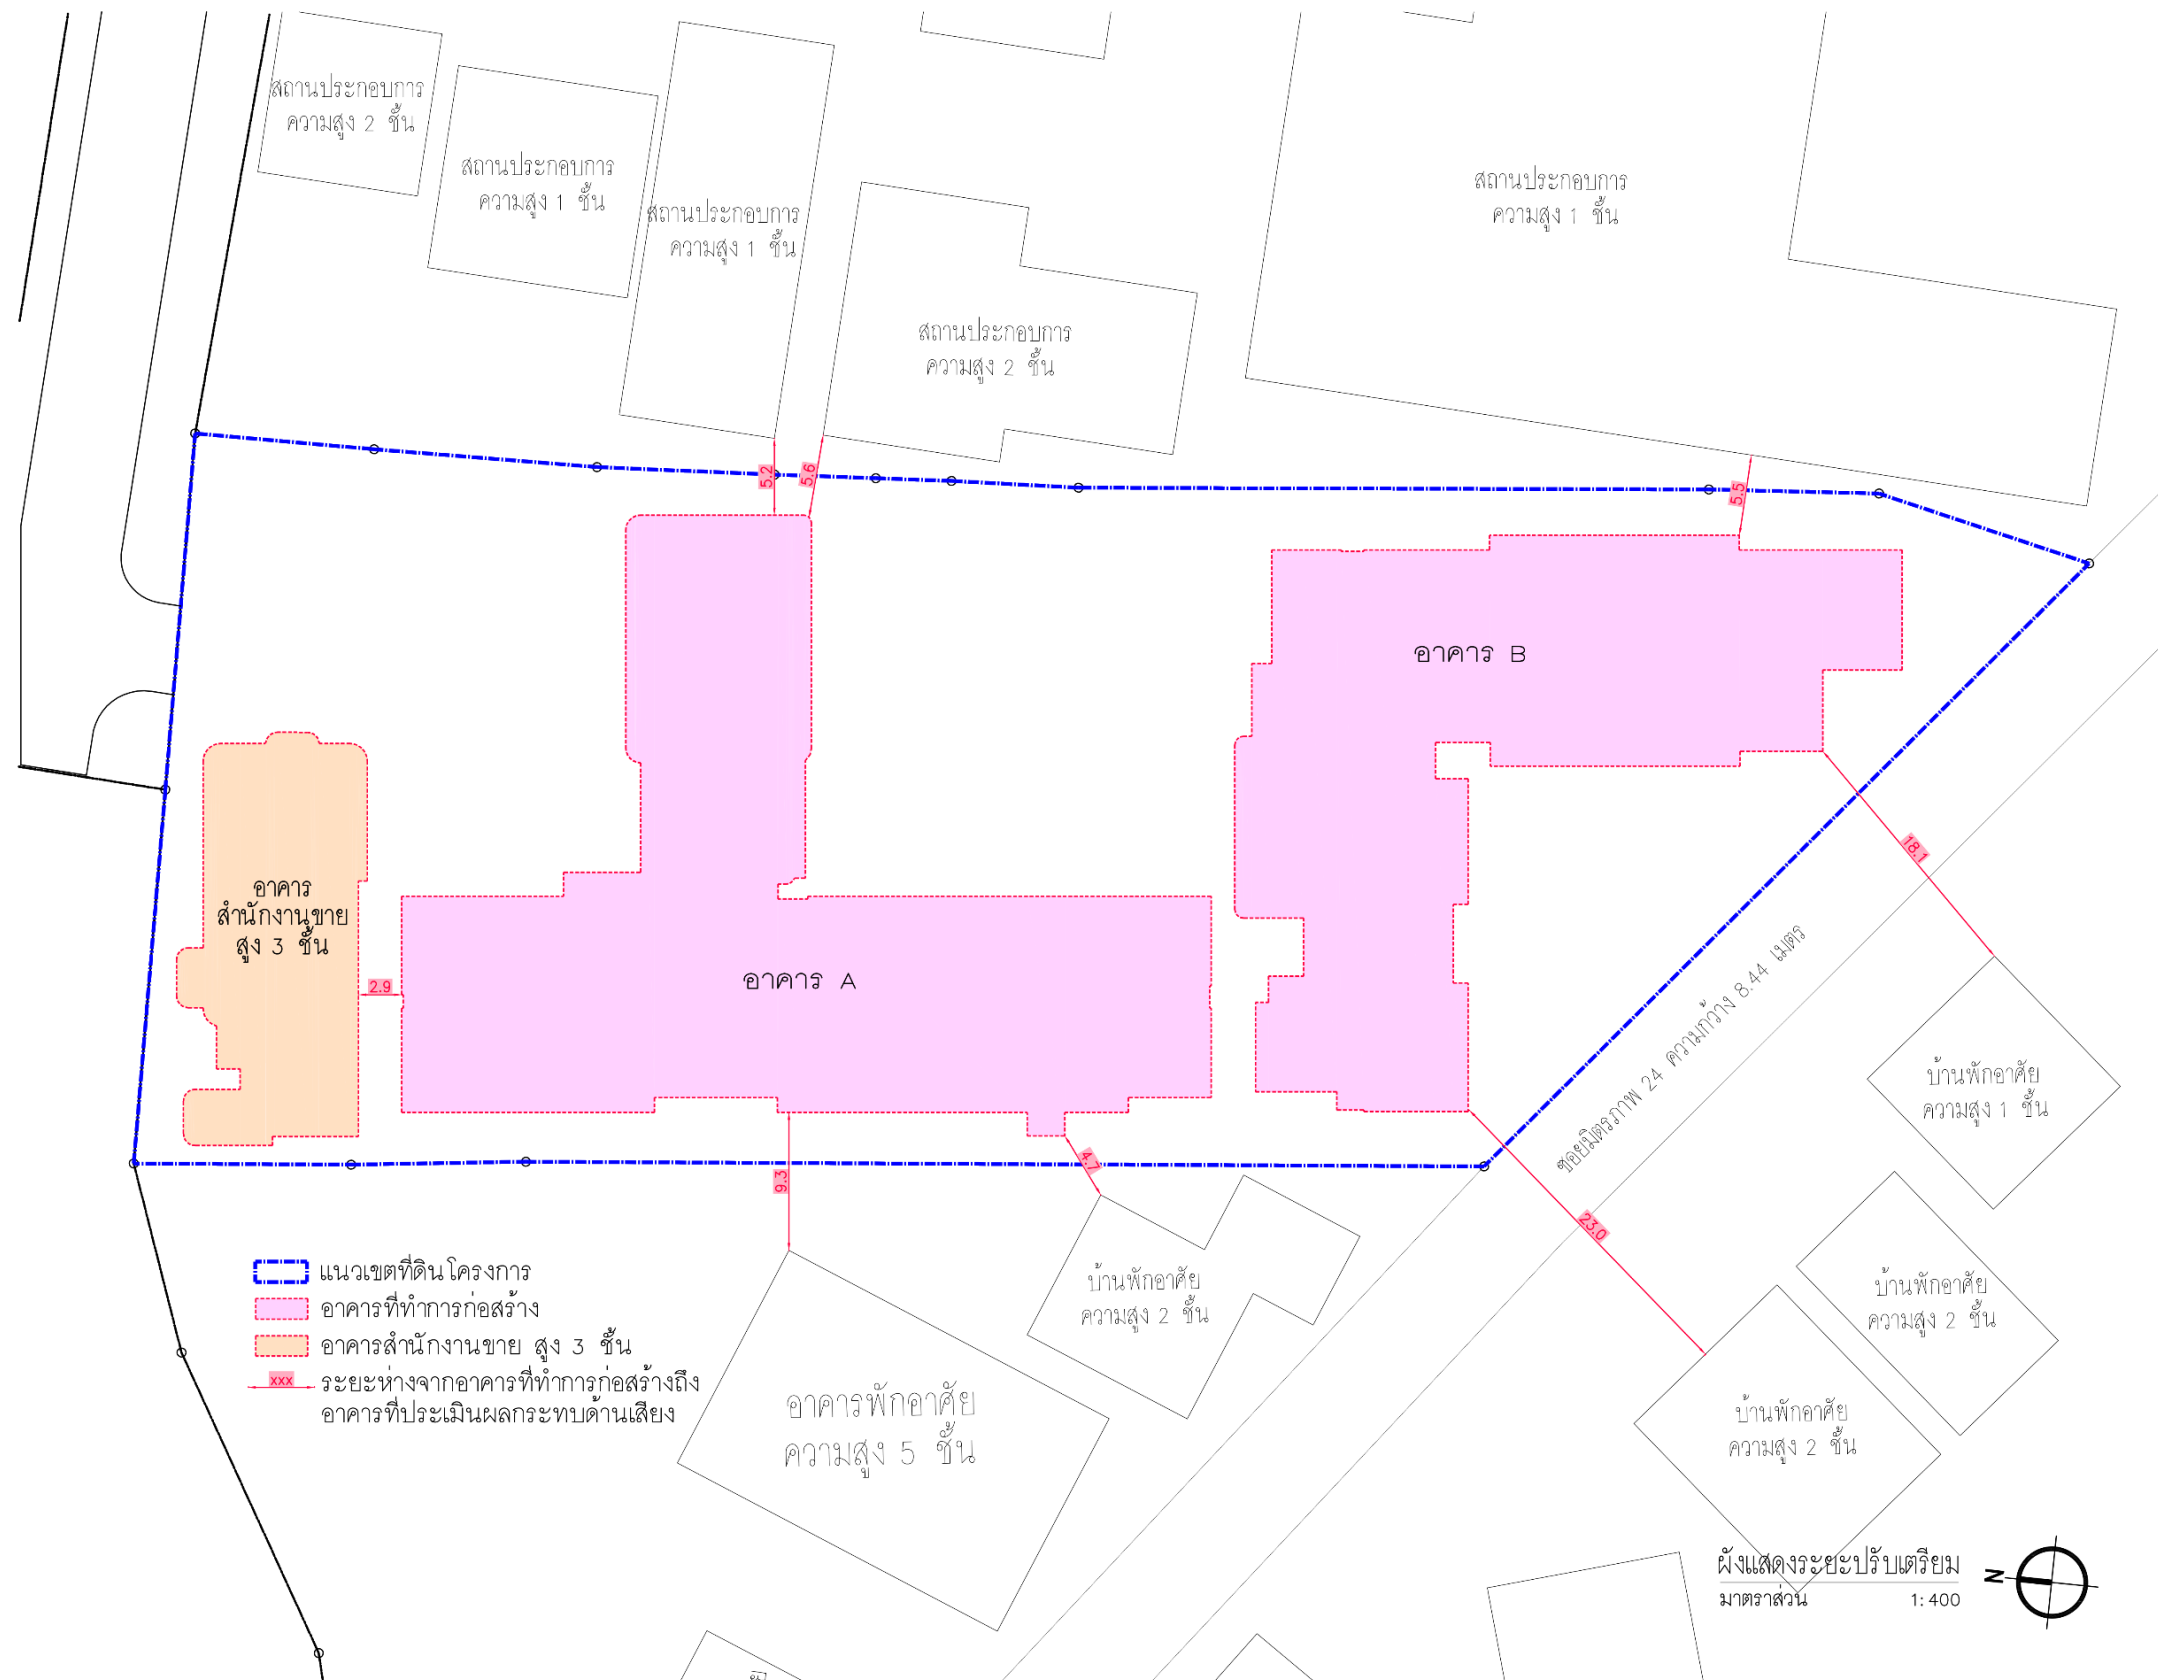 สถานประกอบการ
ความสูง 2 ชั้น
สถานประกอบการ
ความสูง 1 ชั้น
สถานประกอบการ
ความสูง 1 ชั้น
สถานประกอบการ
ความสูง 2 ชั้น
สถานประกอบการ
ความสูง 1 ชั้น
5.2
5.6
5.5
อาคาร B
18.1
อาคาร
สำนักงานขาย
สูง 3 ชั้น
2.9
อาคาร A
ซอยมิตรภาพ 24 ความกว้าง 8.44 เมตร
บ้านพักอาศัย
ความสูง 1 ชั้น
9.3
4.7
23.0
บ้านพักอาศัย
ความสูง 2 ชั้น
บ้านพักอาศัย
ความสูง 2 ชั้น
บ้านพักอาศัย
ความสูง 2 ชั้น
อาคารพักอาศัย
ความสูง 5 ชั้น
แนวเขตที่ดินโครงการ
อาคารที่ทำการก่อสร้าง
อาคารสำนักงานขาย สูง 3 ชั้น
xxx
ระยะห่างจากอาคารที่ทำการก่อสร้างถึง
อาคารที่ประเมินผลกระทบด้านเสียง
ผังแสดงระยะปรับเตรียม
มาตราส่วน 1:400
N